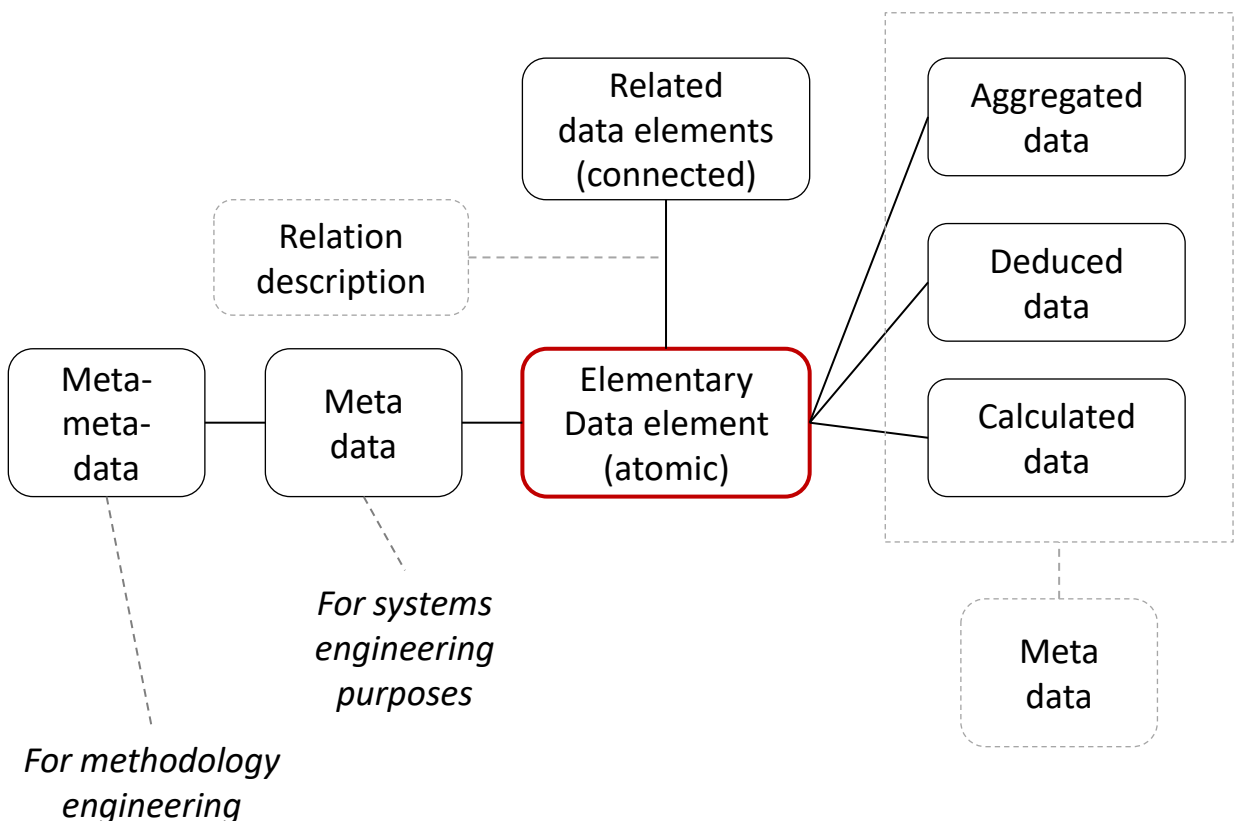 Related
data elements
(connected)
Aggregated
data
Relation
description
Deduced
data
Meta-
meta-
data
Meta
data
Elementary
Data element
(atomic)
Calculated
data
For systems
engineering
purposes
Meta
data
For methodology
engineering